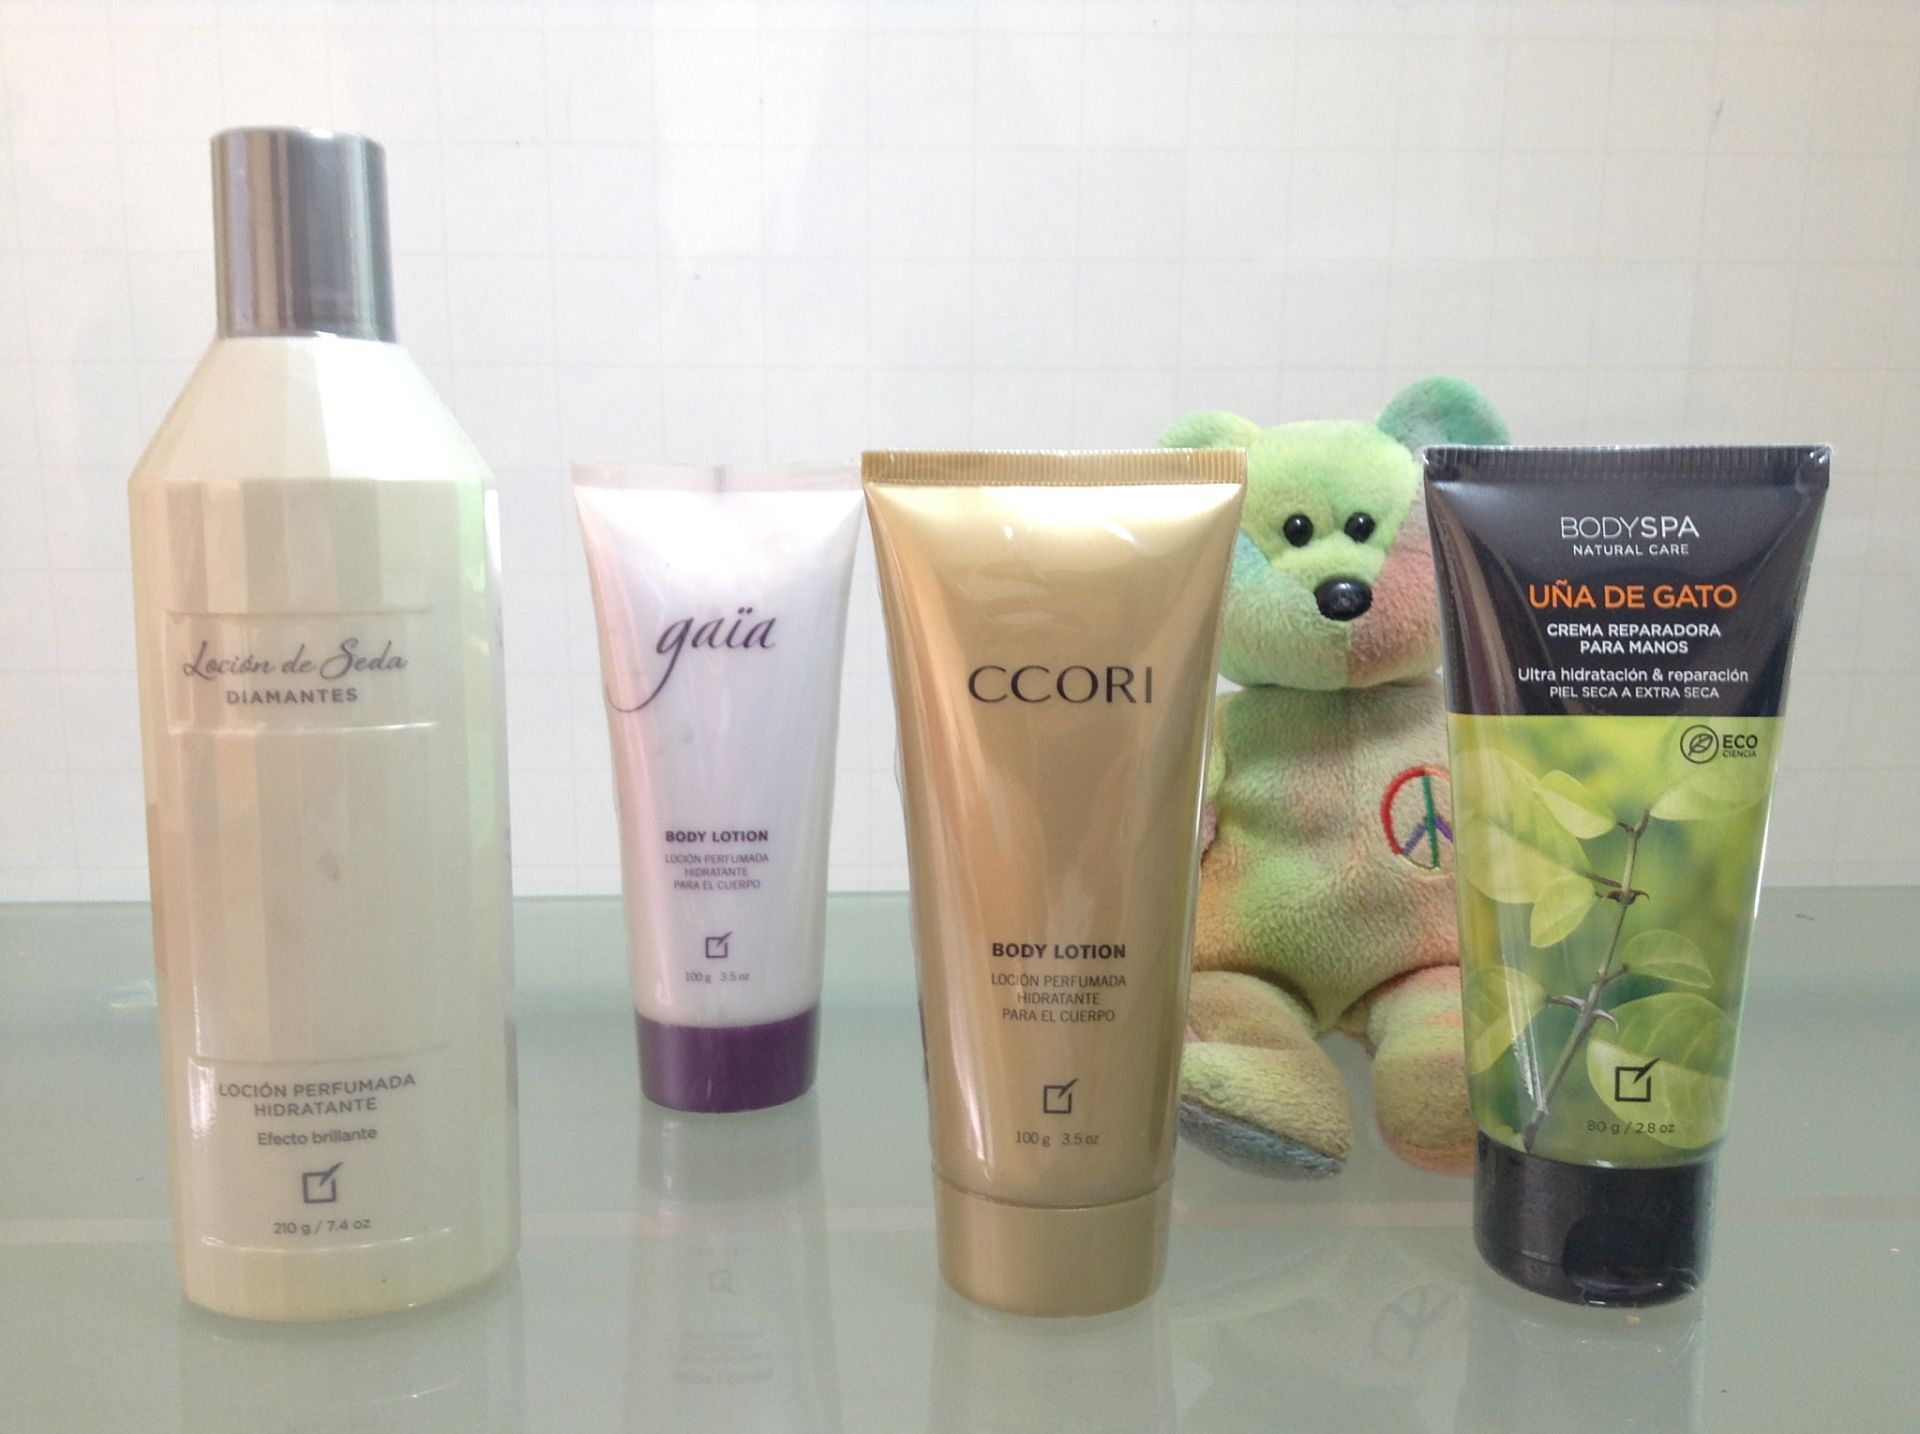 Loción de Seda
DIAMANTES
LOCIÓN PERFUMADA
HIDRATANTE
Efecto brillante
210 g / 7.4 oz
gaïa
BODY LOTION
LOCIÓN PERFUMADA
HIDRATANTE
PARA EL CUERPO
100 g 3.5 oz
CCORI
BODY LOTION
LOCIÓN PERFUMADA
HIDRATANTE
PARA EL CUERPO
100 g 3.5 oz
BODYSPA
NATURAL CARE
UÑA DE GATO
CREMA REPARADORA
PARA MANOS
Ultra hidratación & reparación
PIEL SECA A EXTRA SECA
ECO
CIENCIA
80 g / 2.8 oz